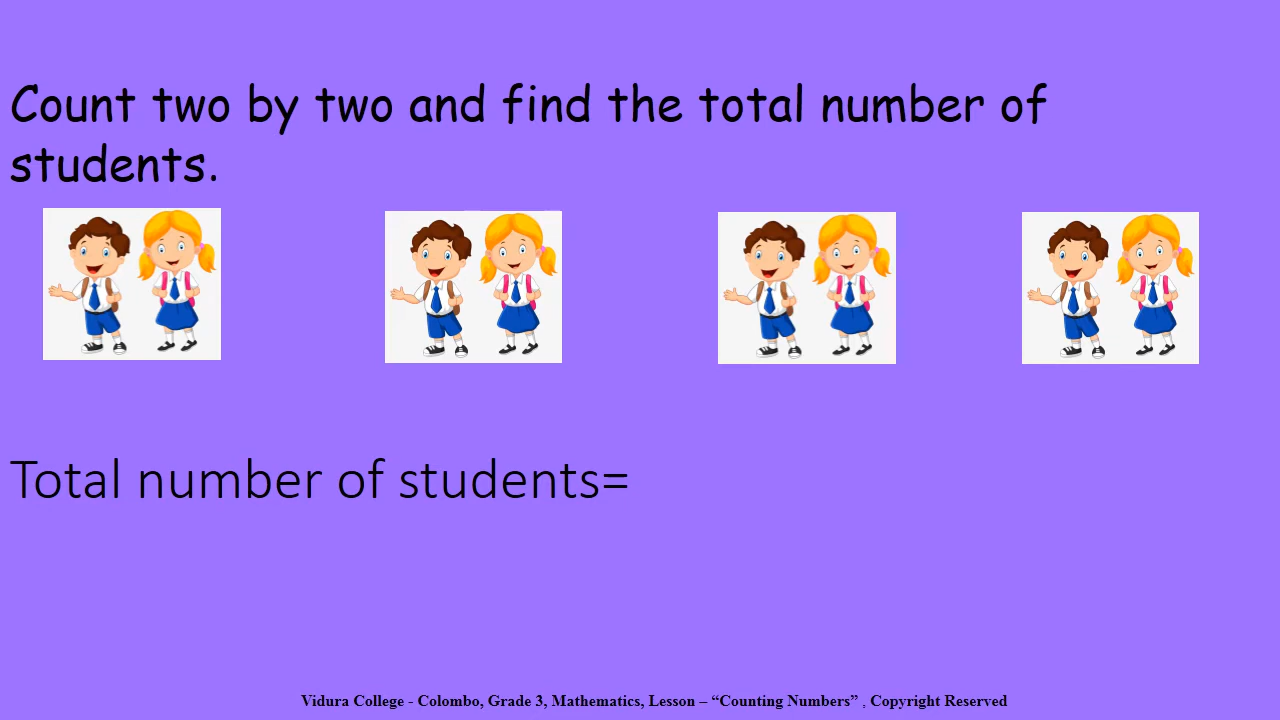 Count two by two and find the total number of
students.
Total number of students=
Vidura College - Colombo, Grade 3, Mathematics, Lesson – “Counting Numbers” , Copyright Reserved